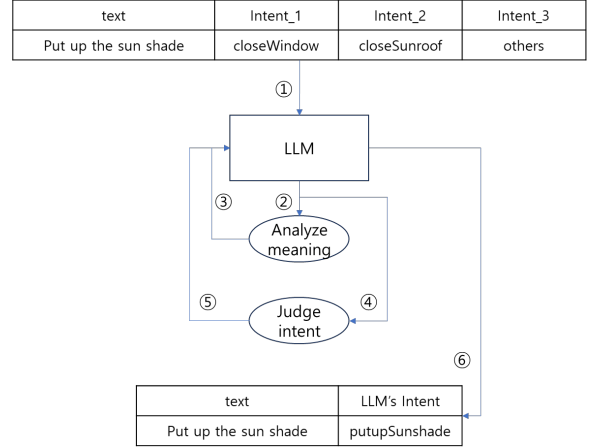 text Intent_1 Intent_2 Intent_3
Put up the sun shade closeWindow closeSunroof others
①
LLM
③ ②
Analyze
meaning
⑤ ④
Judge
intent
⑥
text LLM's Intent
Put up the sun shade putupSunshade